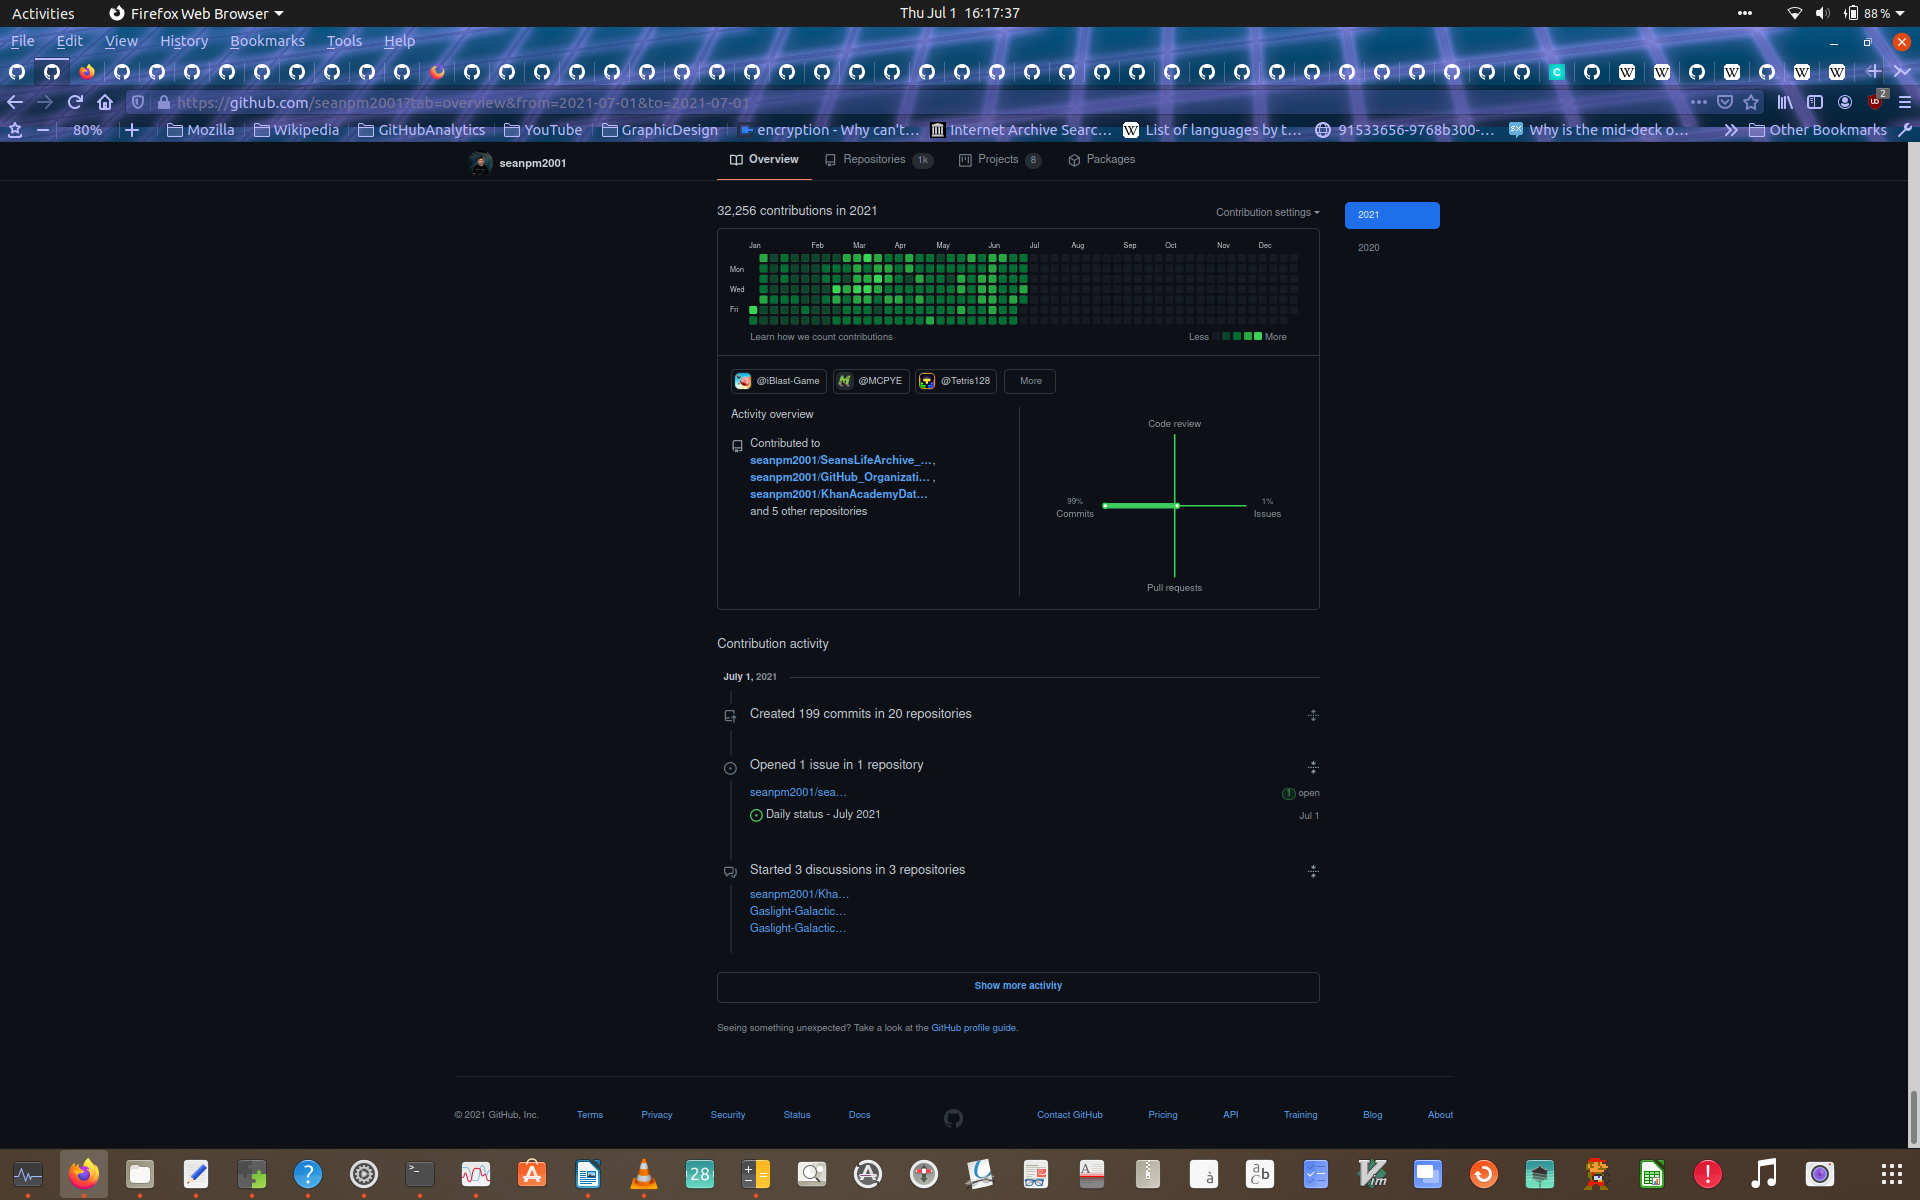 Activities Firefox Web Browser Thu Jul 1 16:17:37 88 %
File Edit View History Bookmarks Tools Help
https://github.com/seanpm2001?tab=overview&from=2021-07-01&to=2021-07-01 2
80% Mozilla Wikipedia GitHubAnalytics YouTube GraphicDesign encryption - Why can't… Internet Archive Searc… List of languages by t… 91533656-9768b300-… Why is the mid-deck o… Other Bookmarks
seanpm2001 Overview Repositories 1k Projects 8 Packages
32,256 contributions in 2021 Contribution settings 2021
2020
Jan Feb Mar Apr May Jun Jul Aug Sep Oct Nov Dec
Mon
Wed
Fri
Learn how we count contributions Less More
@iBlast-Game @MCPYE @Tetris128 More
Activity overview
Contributed to
seanpm2001/SeansLifeArchive_…,
seanpm2001/GitHub_Organizati… ,
seanpm2001/KhanAcademyDat…
and 5 other repositories
Code review
99%
Commits
1%
Issues
Pull requests
Contribution activity
July 1, 2021
Created 199 commits in 20 repositories
Opened 1 issue in 1 repository
seanpm2001/sea… 1 open
Daily status - July 2021 Jul 1
Started 3 discussions in 3 repositories
seanpm2001/Kha…
Gaslight-Galactic…
Gaslight-Galactic…
Show more activity
Seeing something unexpected? Take a look at the GitHub profile guide.
© 2021 GitHub, Inc. Terms Privacy Security Status Docs Contact GitHub Pricing API Training Blog About
28